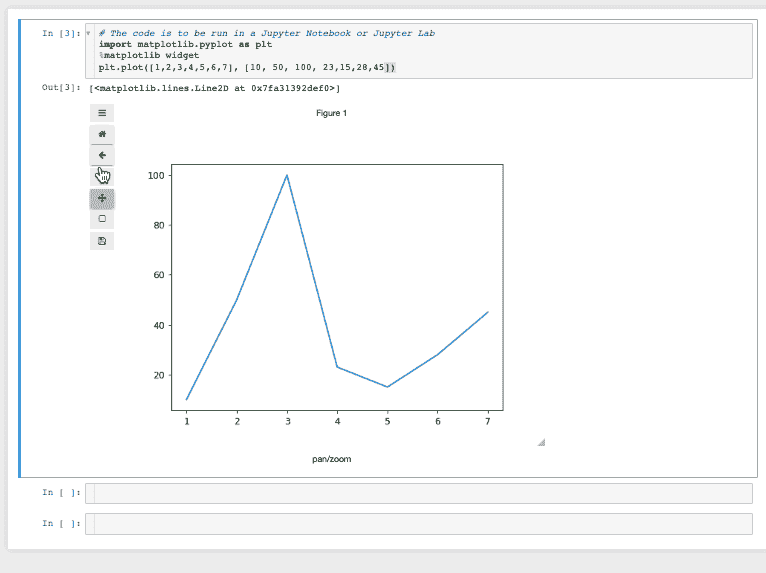 In [3]:
# The code is to be run in a Jupyter Notebook or Jupyter Lab
import matplotlib.pyplot as plt
%matplotlib widget
plt.plot([1,2,3,4,5,6,7], [10, 50, 100, 23,15,28,45])
Out[3]: [<matplotlib.lines.Line2D at 0x7fa31392def0>]
Figure 1
100
80
60
40
20
1 2 3 4 5 6 7
pan/zoom
In [ ]:
In [ ]: